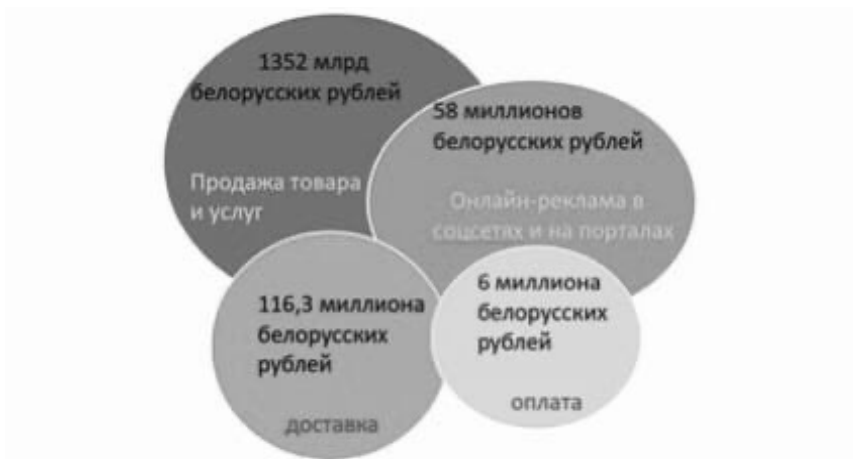 1352 млрд
белорусских рублей
Продажа товара
и услуг
58 миллионов
белорусских рублей
Онлайн-реклама в
соцсетях и на порталах
116,3 миллиона
белорусских
рублей
доставка
6 миллиона
белорусских
рублей
оплата